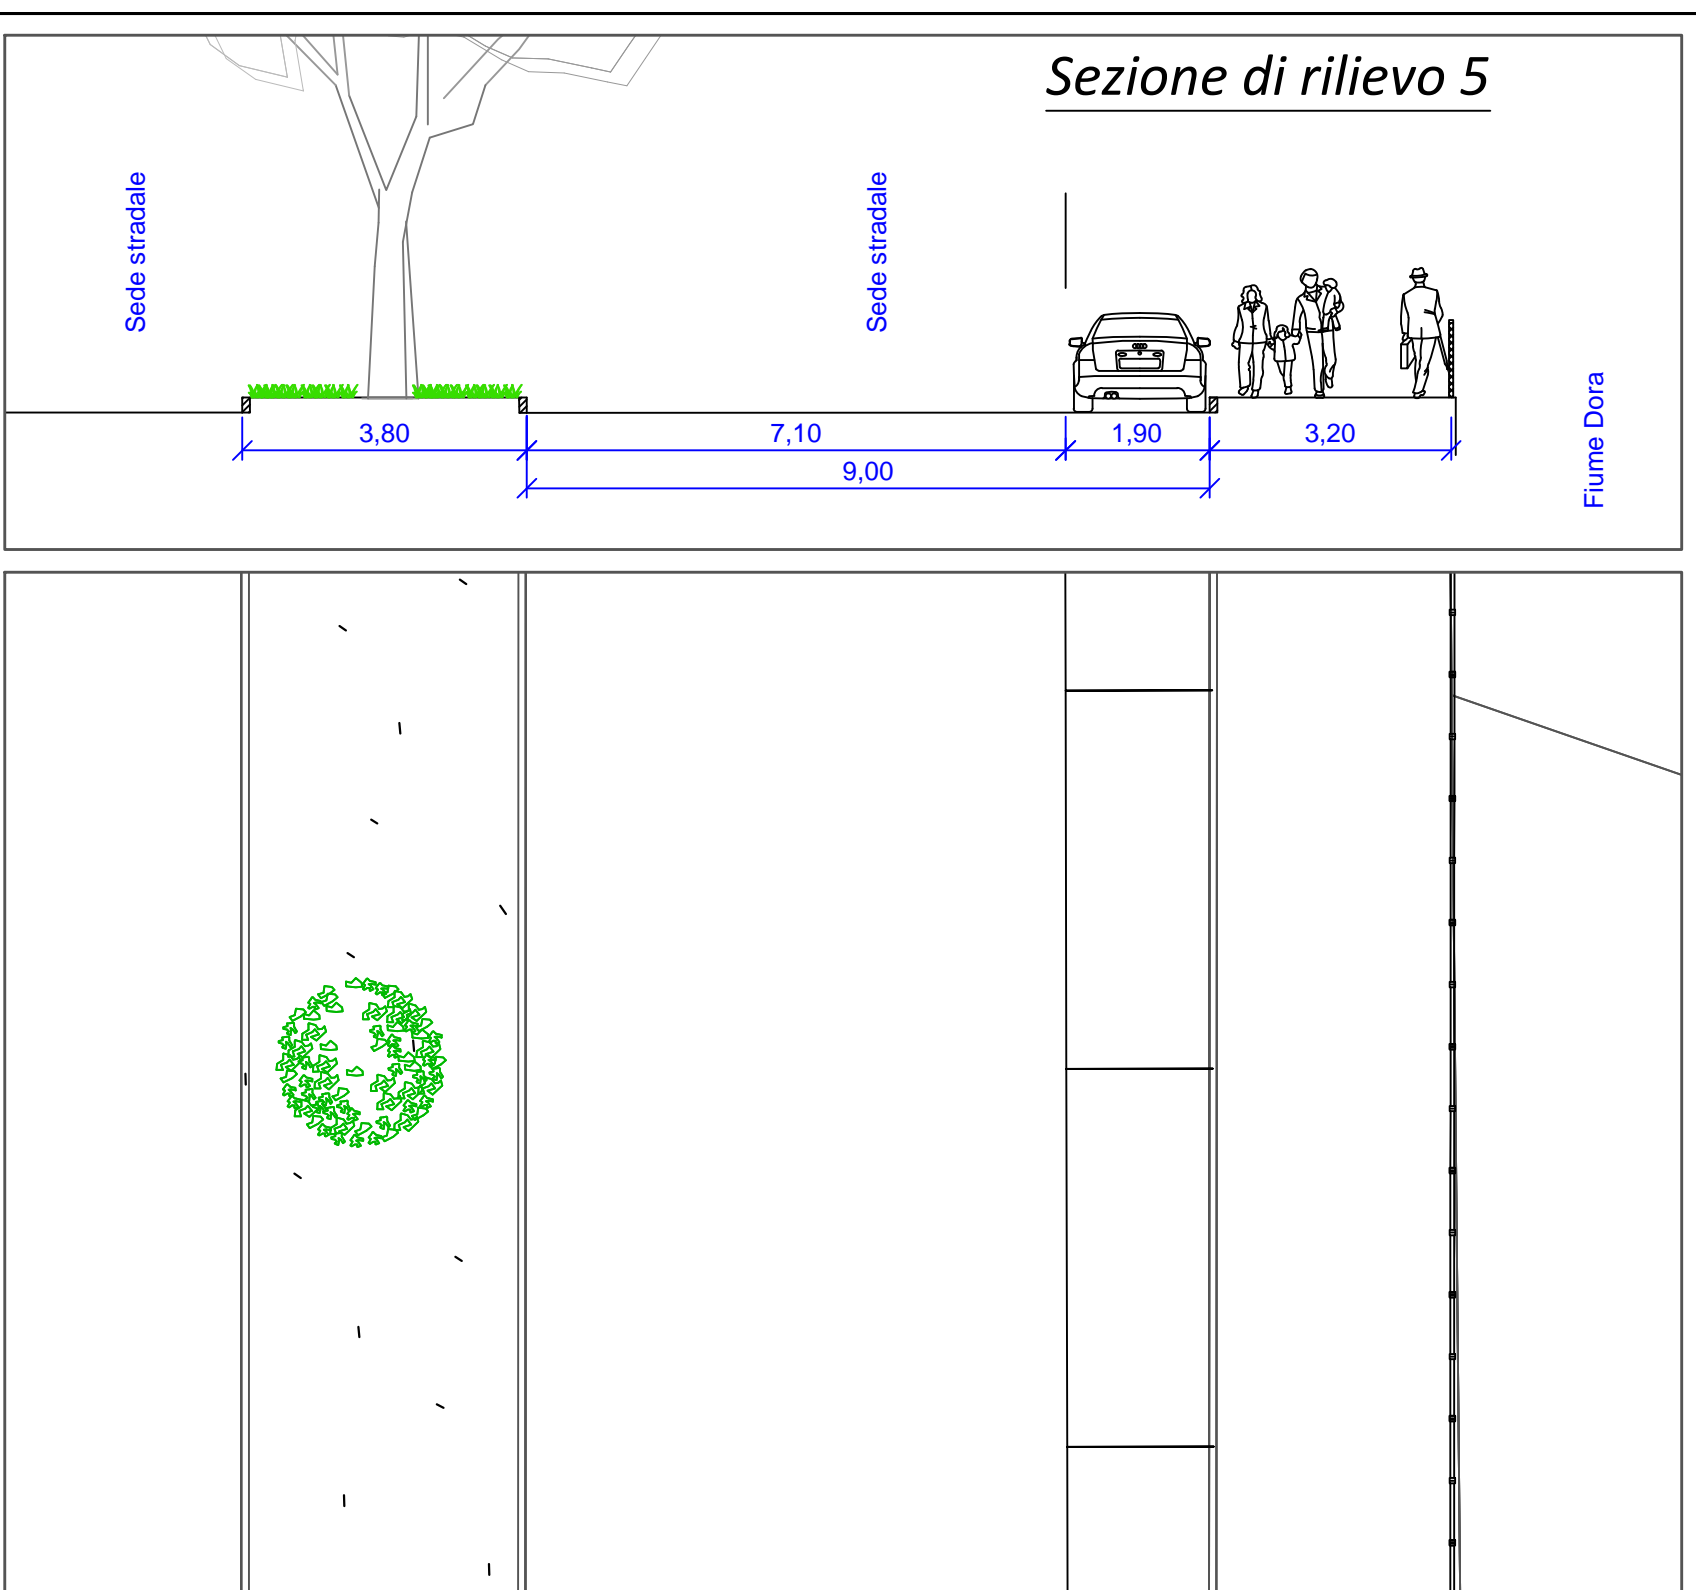 Sezione di rilievo 5
Sede stradale
Sede stradale
Fiume Dora
3,80
7,10
1,90
3,20
9,00